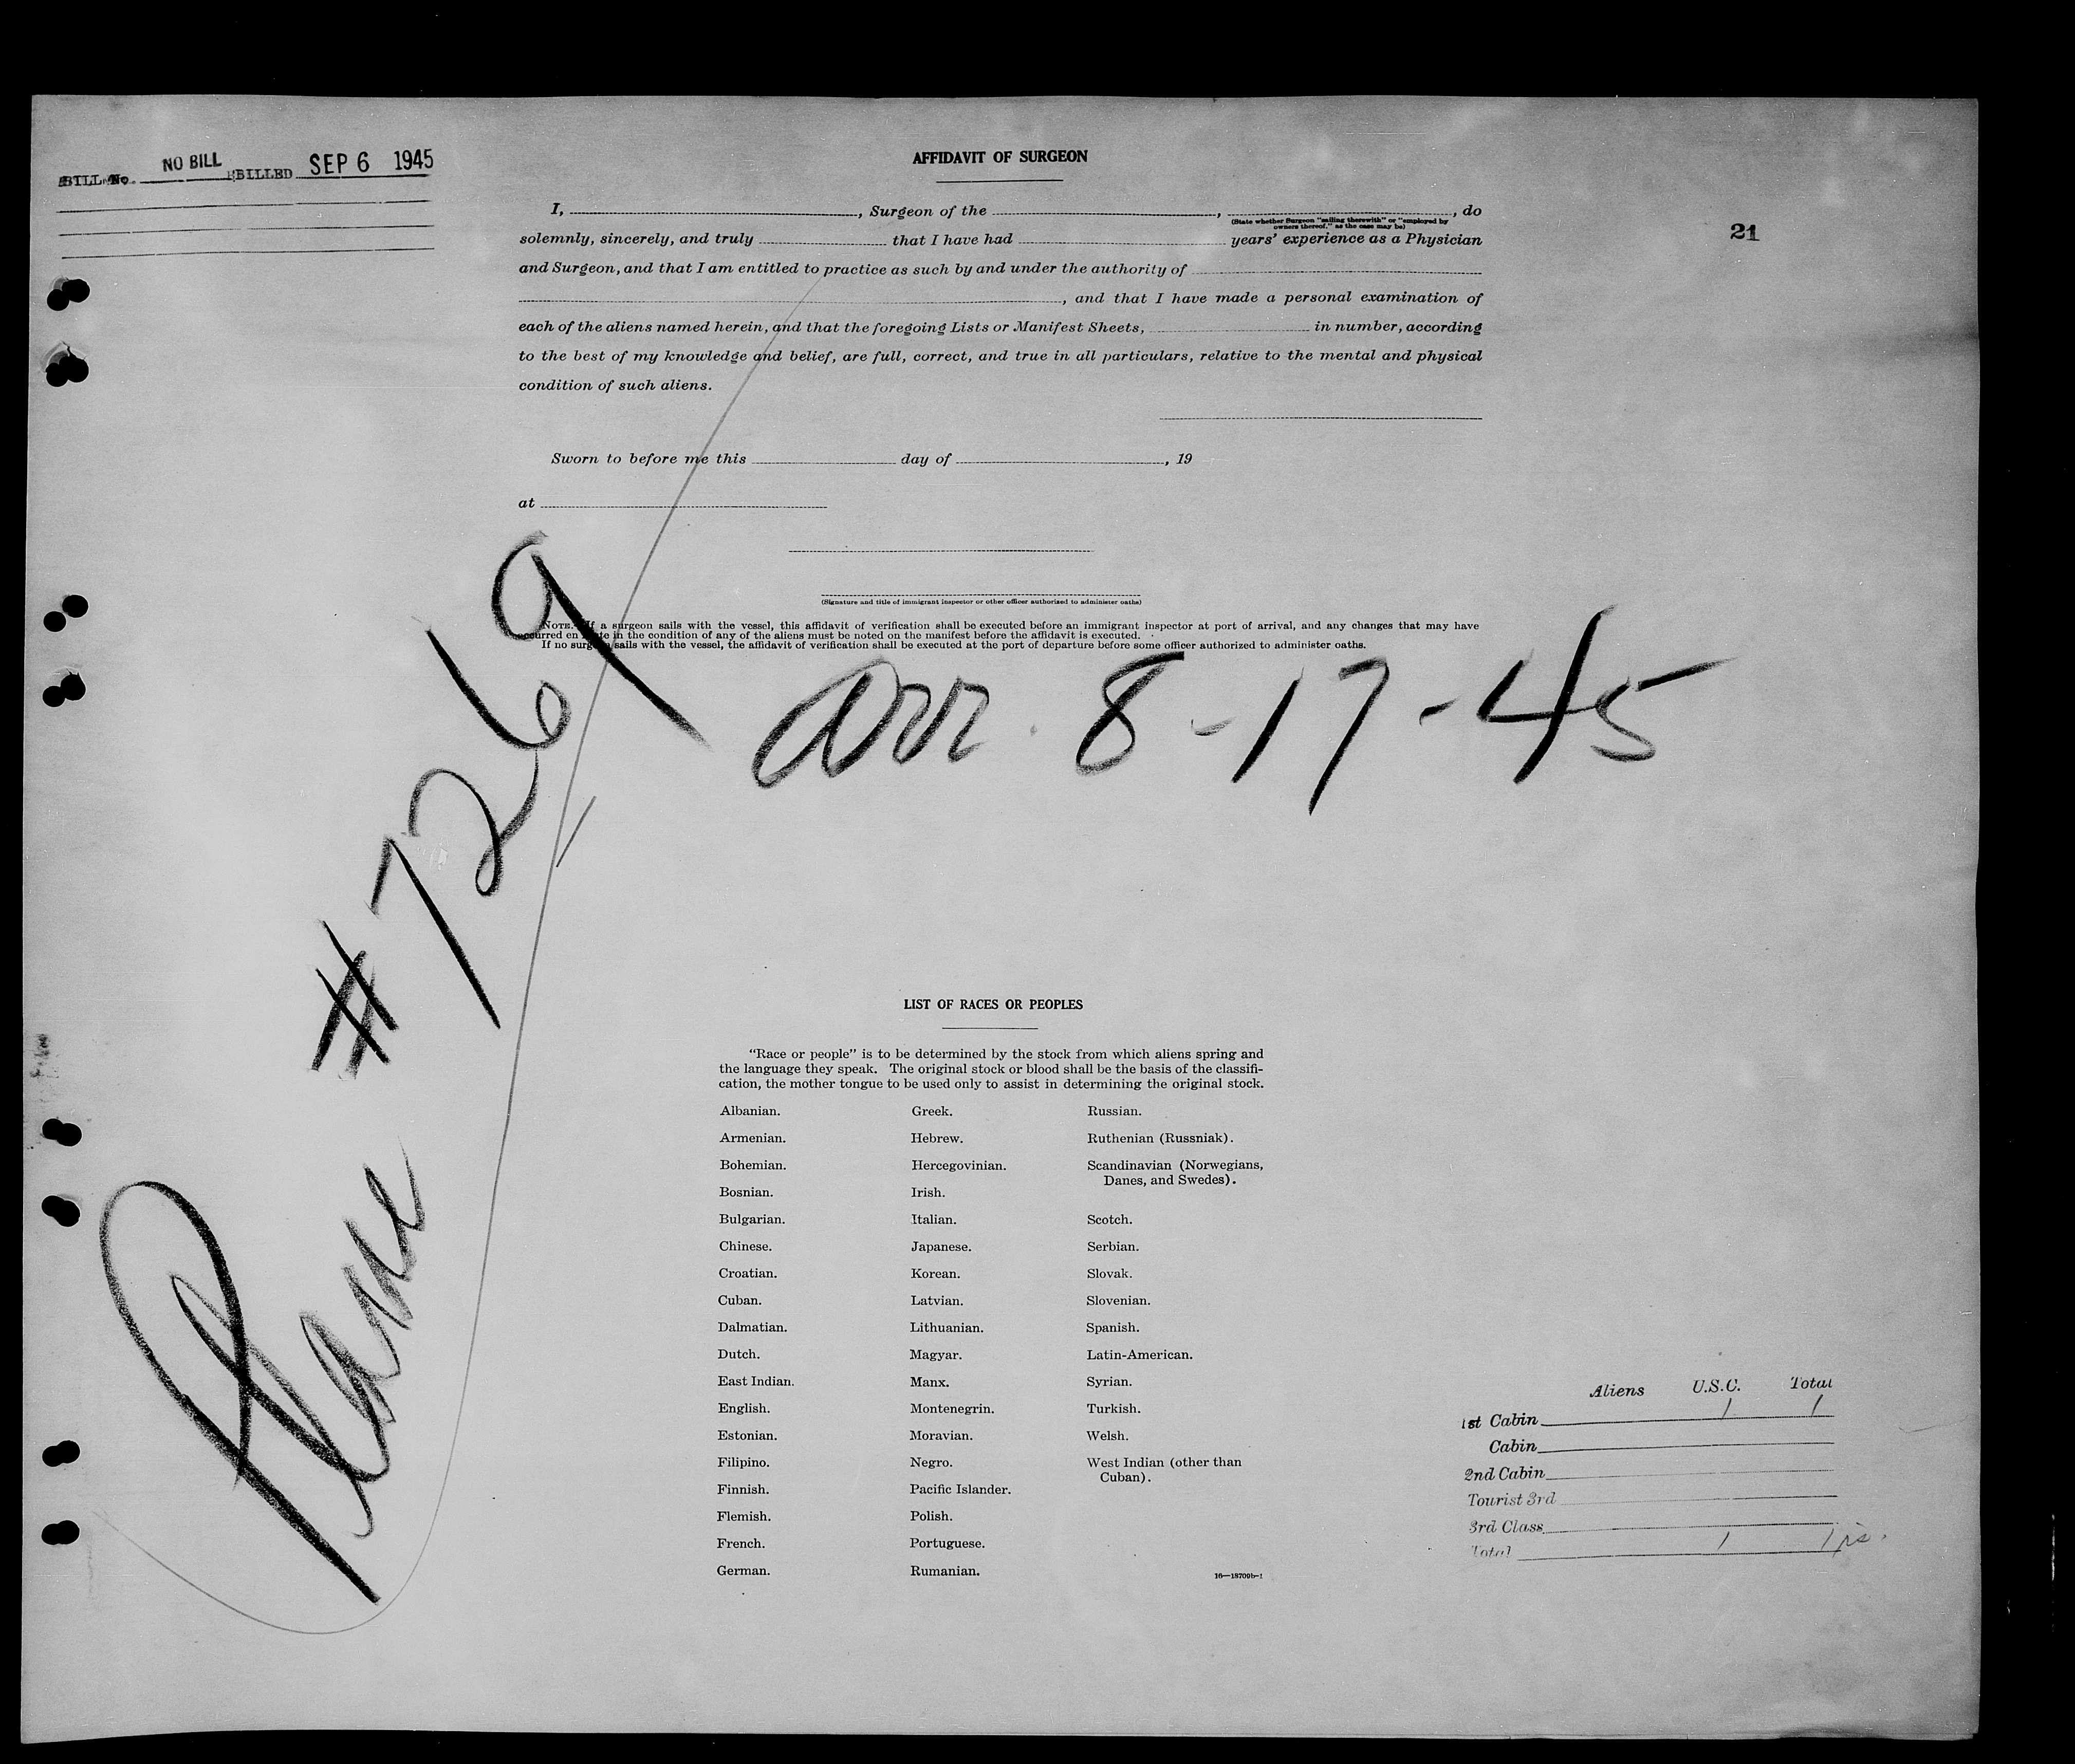 BILL No. NO BILL BILLED SEP 6 1945
AFFIDAVIT OF SURGEON
I, , Surgeon of the , , do
(State whether Surgeon "sailing therewith" or "employed by
owners thereof," as the case may be)
21
solemnly, sincerely, and truly that I have had years' experience as a Physician
and Surgeon, and that I am entitled to practice as such by and under the authority of
, and that I have made a personal examination of
each of the aliens named herein, and that the foregoing Lists or Manifest Sheets, in number, according
to the best of my knowledge and belief, are full, correct, and true in all particulars, relative to the mental and physical
condition of such aliens.
Sworn to before me this day of , 19
at
(Signature and title of immigrant inspector or other officer authorized to administer oaths)
NOTE.—If a surgeon sails with the vessel, this affidavit of verification shall be executed before an immigrant inspector at port of arrival, and any changes that may have
occurred en route in the condition of any of the aliens must be noted on the manifest before the affidavit is executed.
If no surgeon sails with the vessel, the affidavit of verification shall be executed at the port of departure before some officer authorized to administer oaths.
Plane #7269
arr. 8-17-45
LIST OF RACES OR PEOPLES
"Race or people" is to be determined by the stock from which aliens spring and
the language they speak. The original stock or blood shall be the basis of the classifi-
cation, the mother tongue to be used only to assist in determining the original stock.
Albanian.
Armenian.
Bohemian.
Bosnian.
Bulgarian.
Chinese.
Croatian.
Cuban.
Dalmatian.
Dutch.
East Indian.
English.
Estonian.
Filipino.
Finnish.
Flemish.
French.
German.
Greek.
Hebrew.
Hercegovinian.
Irish.
Italian.
Japanese.
Korean.
Latvian.
Lithuanian.
Magyar.
Manx.
Montenegrin.
Moravian.
Negro.
Pacific Islander.
Polish.
Portuguese.
Rumanian.
Russian.
Ruthenian (Russniak).
Scandinavian (Norwegians,
Danes, and Swedes).
Scotch.
Serbian.
Slovak.
Slovenian.
Spanish.
Latin-American.
Syrian.
Turkish.
Welsh.
West Indian (other than
Cuban).
16—18709b-1
Aliens U.S.C. Total
1st Cabin 1 1
Cabin
2nd Cabin
Tourist 3rd
3rd Class
Total 1 1